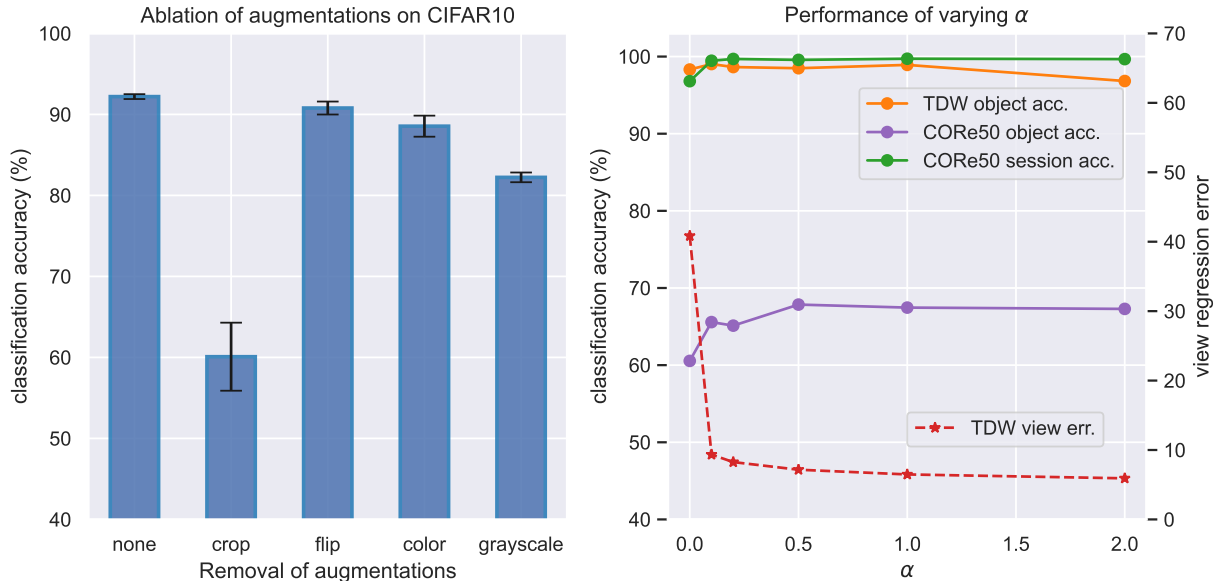 Ablation of augmentations on CIFAR10
classification accuracy (%)
100
90
80
70
60
50
40
none crop flip color grayscale
Removal of augmentations
Performance of varying α
classification accuracy (%)
100
90
80
70
60
50
40
TDW object acc.
CORe50 object acc.
CORe50 session acc.
TDW view err.
70
60
50
40
30
20
10
0
view regression error
0.0 0.5 1.0 1.5 2.0
α